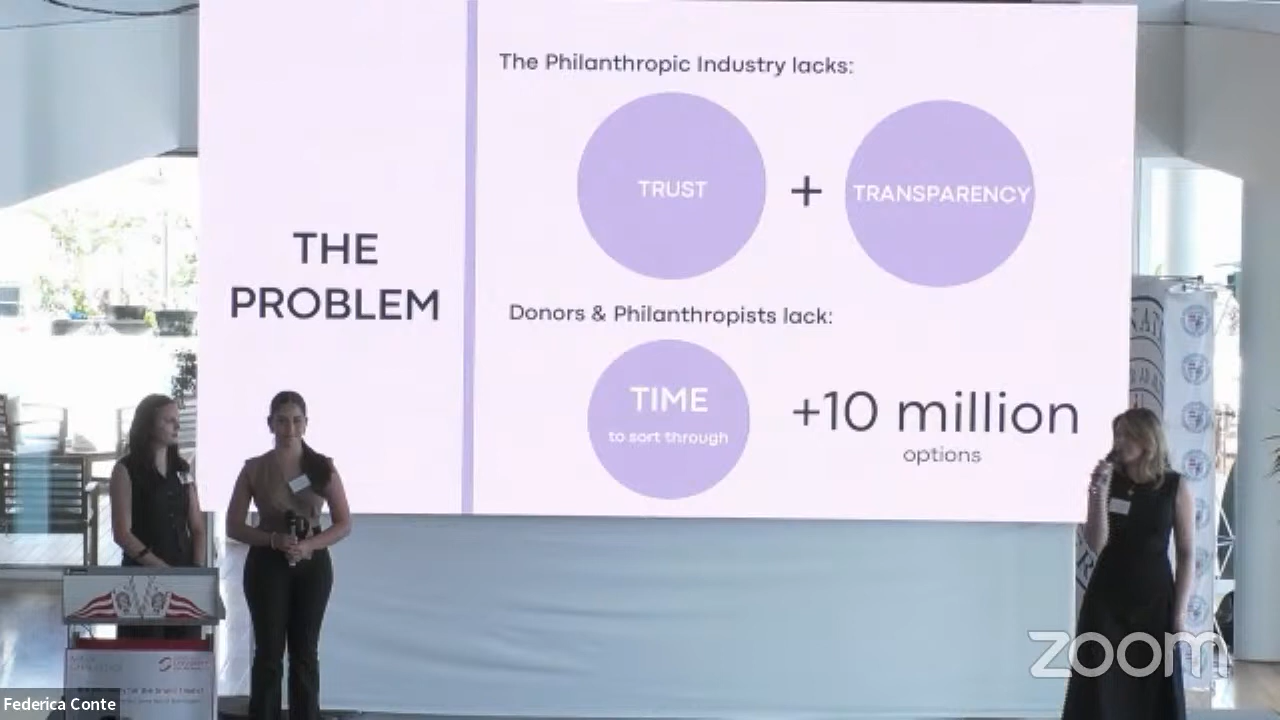 The Philanthropic Industry lacks:
TRUST
+
TRANSPARENCY
THE
PROBLEM
Donors & Philanthropists lack:
TIME
to sort through
+10 million
options
zoom
Federica Conte